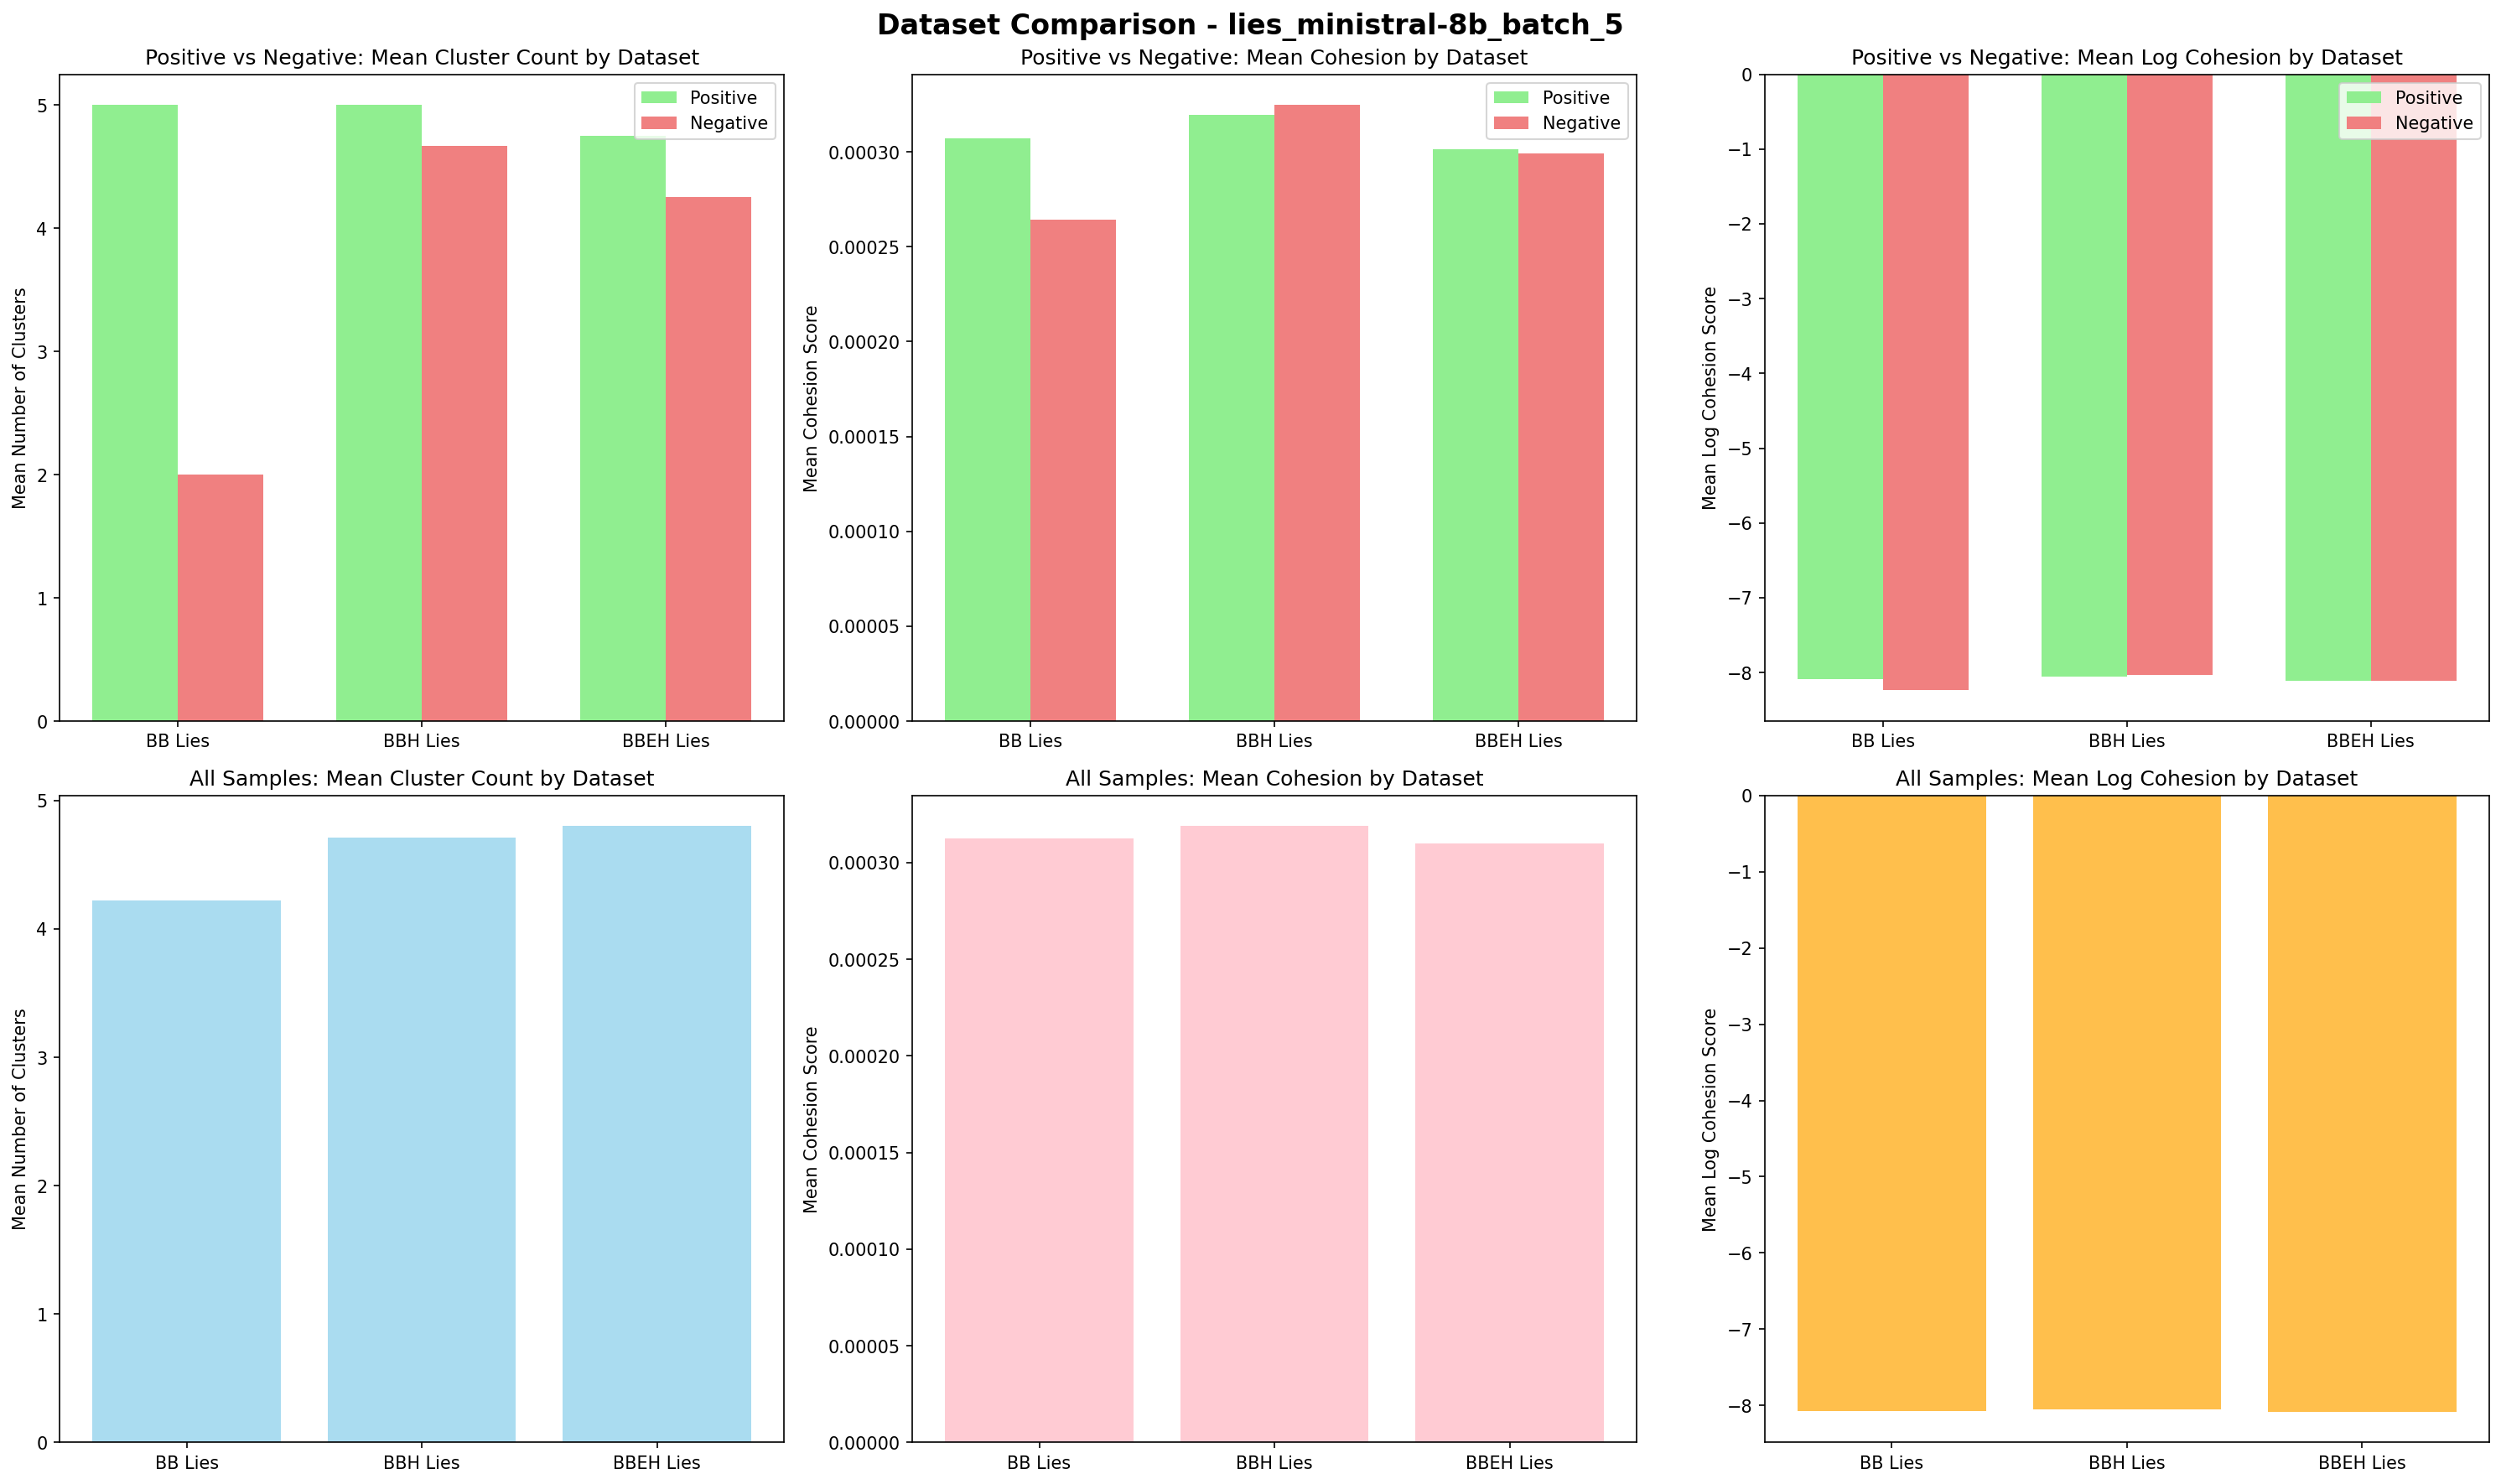 Dataset Comparison - lies_ministral-8b_batch_5
Positive vs Negative: Mean Cluster Count by Dataset
Mean Number of Clusters
5
4
3
2
1
0
Positive
Negative
BB Lies
BBH Lies
BBEH Lies
Positive vs Negative: Mean Cohesion by Dataset
Mean Cohesion Score
0.00030
0.00025
0.00020
0.00015
0.00010
0.00005
0.00000
Positive
Negative
BB Lies
BBH Lies
BBEH Lies
Positive vs Negative: Mean Log Cohesion by Dataset
Mean Log Cohesion Score
0
−1
−2
−3
−4
−5
−6
−7
−8
Positive
Negative
BB Lies
BBH Lies
BBEH Lies
All Samples: Mean Cluster Count by Dataset
Mean Number of Clusters
5
4
3
2
1
0
BB Lies
BBH Lies
BBEH Lies
All Samples: Mean Cohesion by Dataset
Mean Cohesion Score
0.00030
0.00025
0.00020
0.00015
0.00010
0.00005
0.00000
BB Lies
BBH Lies
BBEH Lies
All Samples: Mean Log Cohesion by Dataset
Mean Log Cohesion Score
0
−1
−2
−3
−4
−5
−6
−7
−8
BB Lies
BBH Lies
BBEH Lies